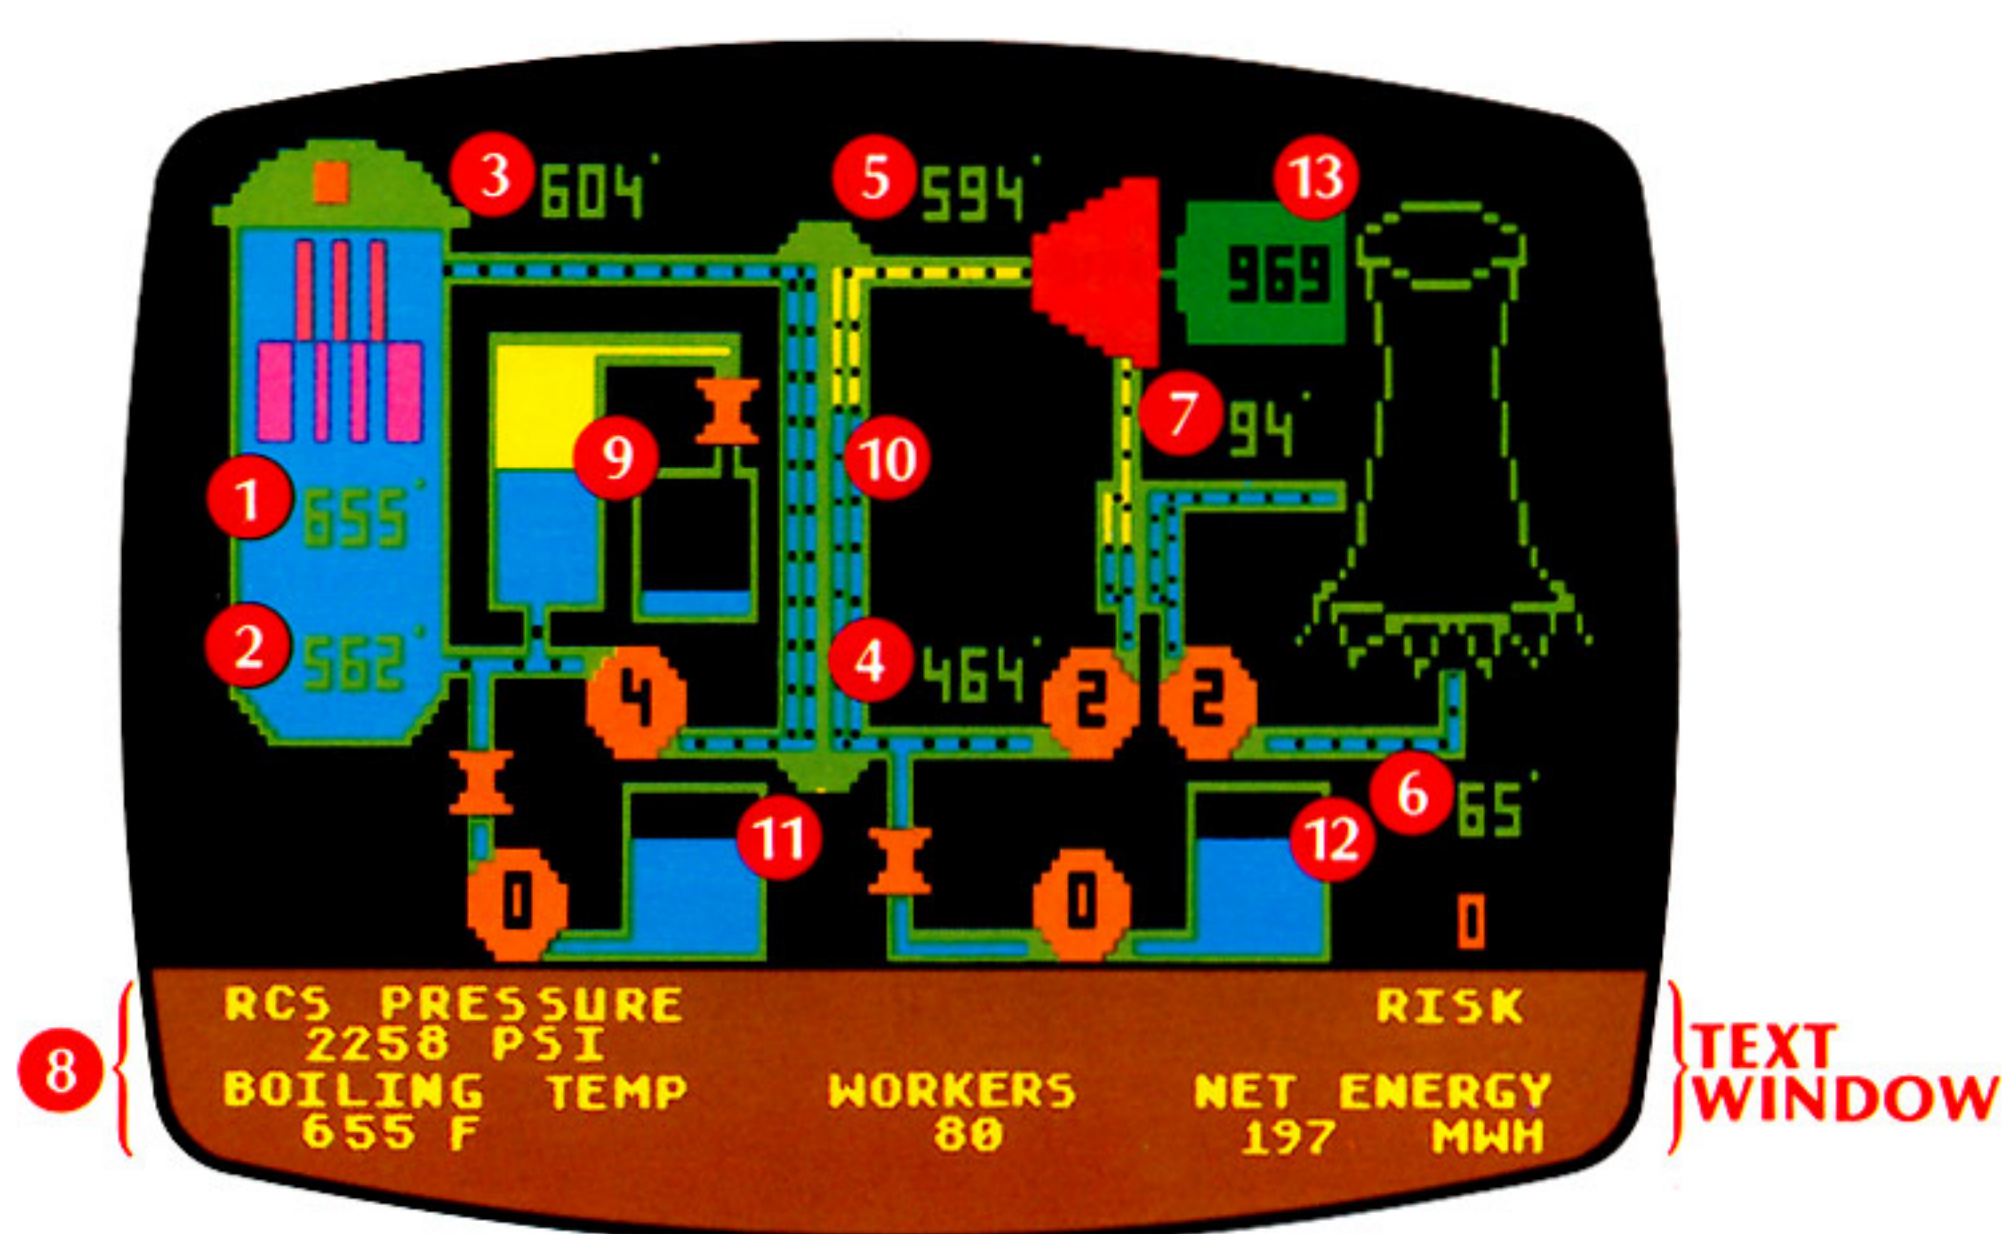 3 604°
5 594°
13
969
7 94°
9
10
1 655°
2 562°
4
4 464°
2
2
6 65°
11
12
0
0
0
RCS PRESSURE
2258 PSI
RISK
8
TEXT
WINDOW
BOILING TEMP
655 F
WORKERS
80
NET ENERGY
197 MWH